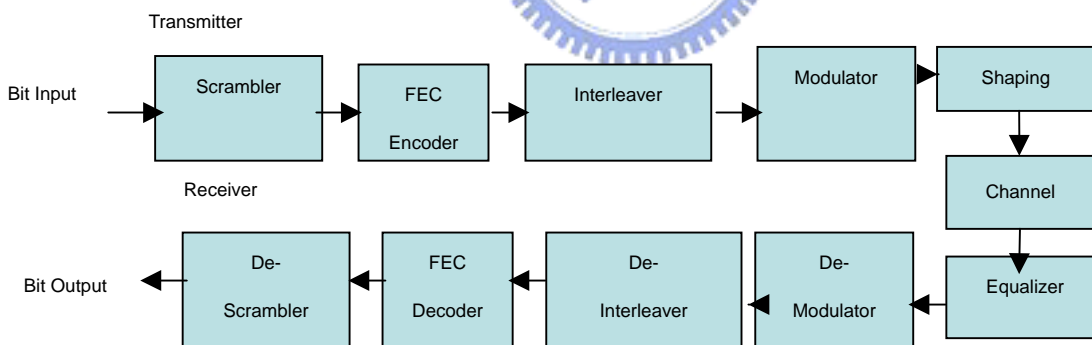 Transmitter
Bit Input
Scrambler
FEC
Encoder
Interleaver
Modulator
Shaping
Channel
Receiver
Equalizer
De-
Modulator
De-
Interleaver
FEC
Decoder
De-
Scrambler
Bit Output